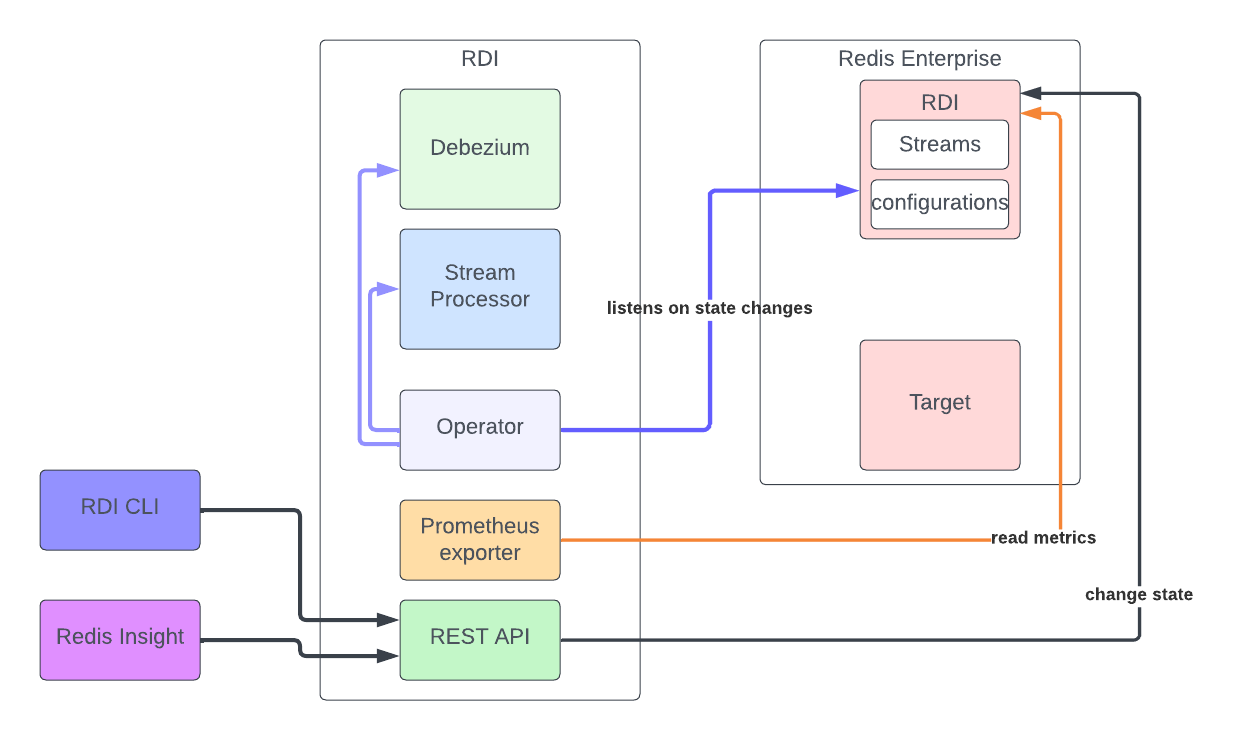 RDI
Debezium
Stream
Processor
Operator
Prometheus
exporter
REST API
RDI CLI
Redis Insight
Redis Enterprise
RDI
Streams
configurations
Target
listens on state changes
read metrics
change state